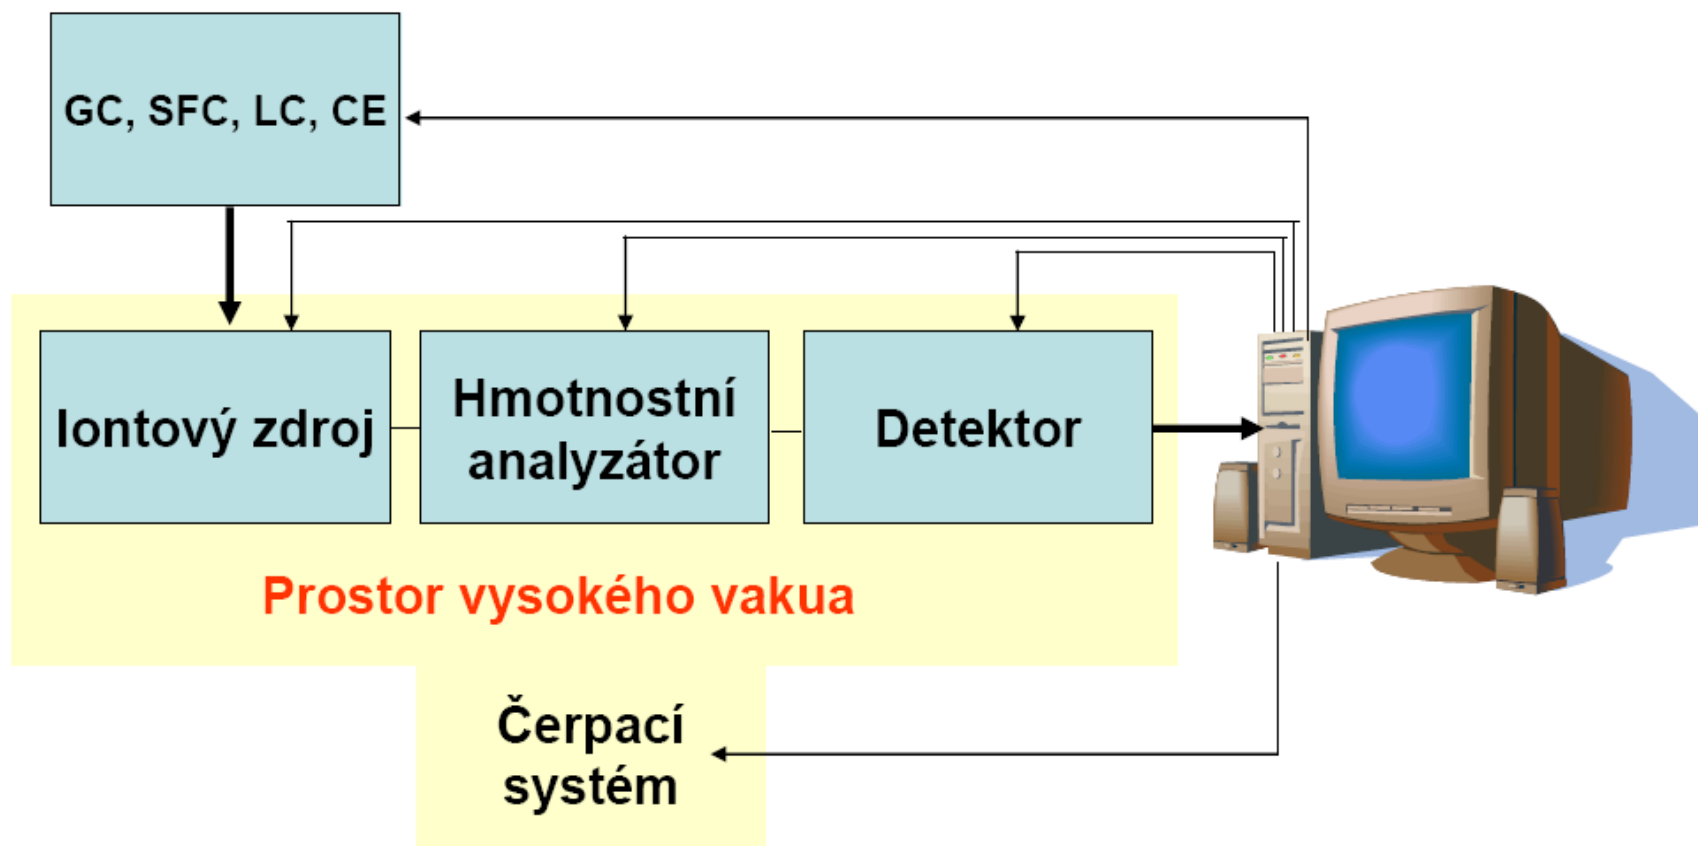 GC, SFC, LC, CE
Iontový zdroj
Hmotnostní
analyzátor
Detektor
Prostor vysokého vakua
Čerpací
systém